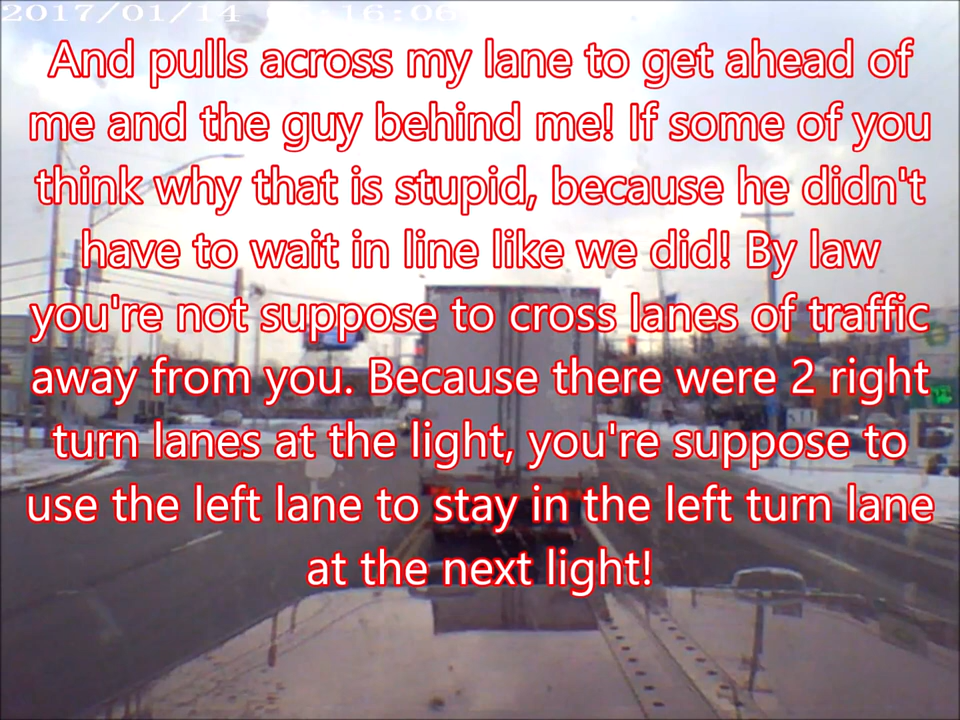 2017/01/14 16:06
And pulls across my lane to get ahead of
me and the guy behind me! If some of you
think why that is stupid, because he didn't
have to wait in line like we did! By law
you're not suppose to cross lanes of traffic
away from you. Because there were 2 right
turn lanes at the light, you're suppose to
use the left lane to stay in the left turn lane
at the next light!